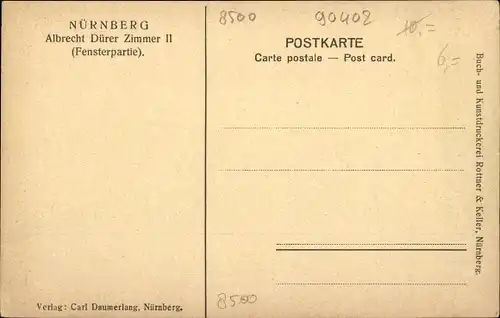 NÜRNBERG
Albrecht Dürer Zimmer II
(Fensterpartie).
Verlag: Carl Daumerlang, Nürnberg.
8500
90402
10,=
6,=
POSTKARTE
Carte postale — Post card.
8500
Buch- und Kunstdruckerei Rottner & Keller, Nürnberg.